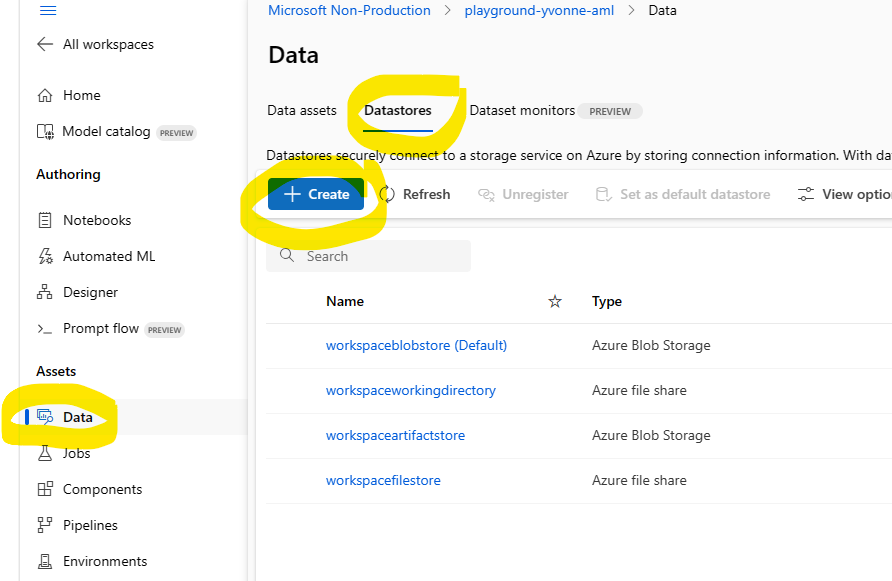 Microsoft Non-Production > playground-yvonne-aml > Data
All workspaces
Home
Model catalog PREVIEW
Authoring
Notebooks
Automated ML
Designer
Prompt flow PREVIEW
Assets
Data
Jobs
Components
Pipelines
Environments
Data
Data assets Datastores Dataset monitors PREVIEW
Datastores securely connect to a storage service on Azure by storing connection information. With da
Create Refresh Unregister Set as default datastore View optio
Search
Name Type
workspaceblobstore (Default) Azure Blob Storage
workspaceworkingdirectory Azure file share
workspaceartifactstore Azure Blob Storage
workspacefilestore Azure file share